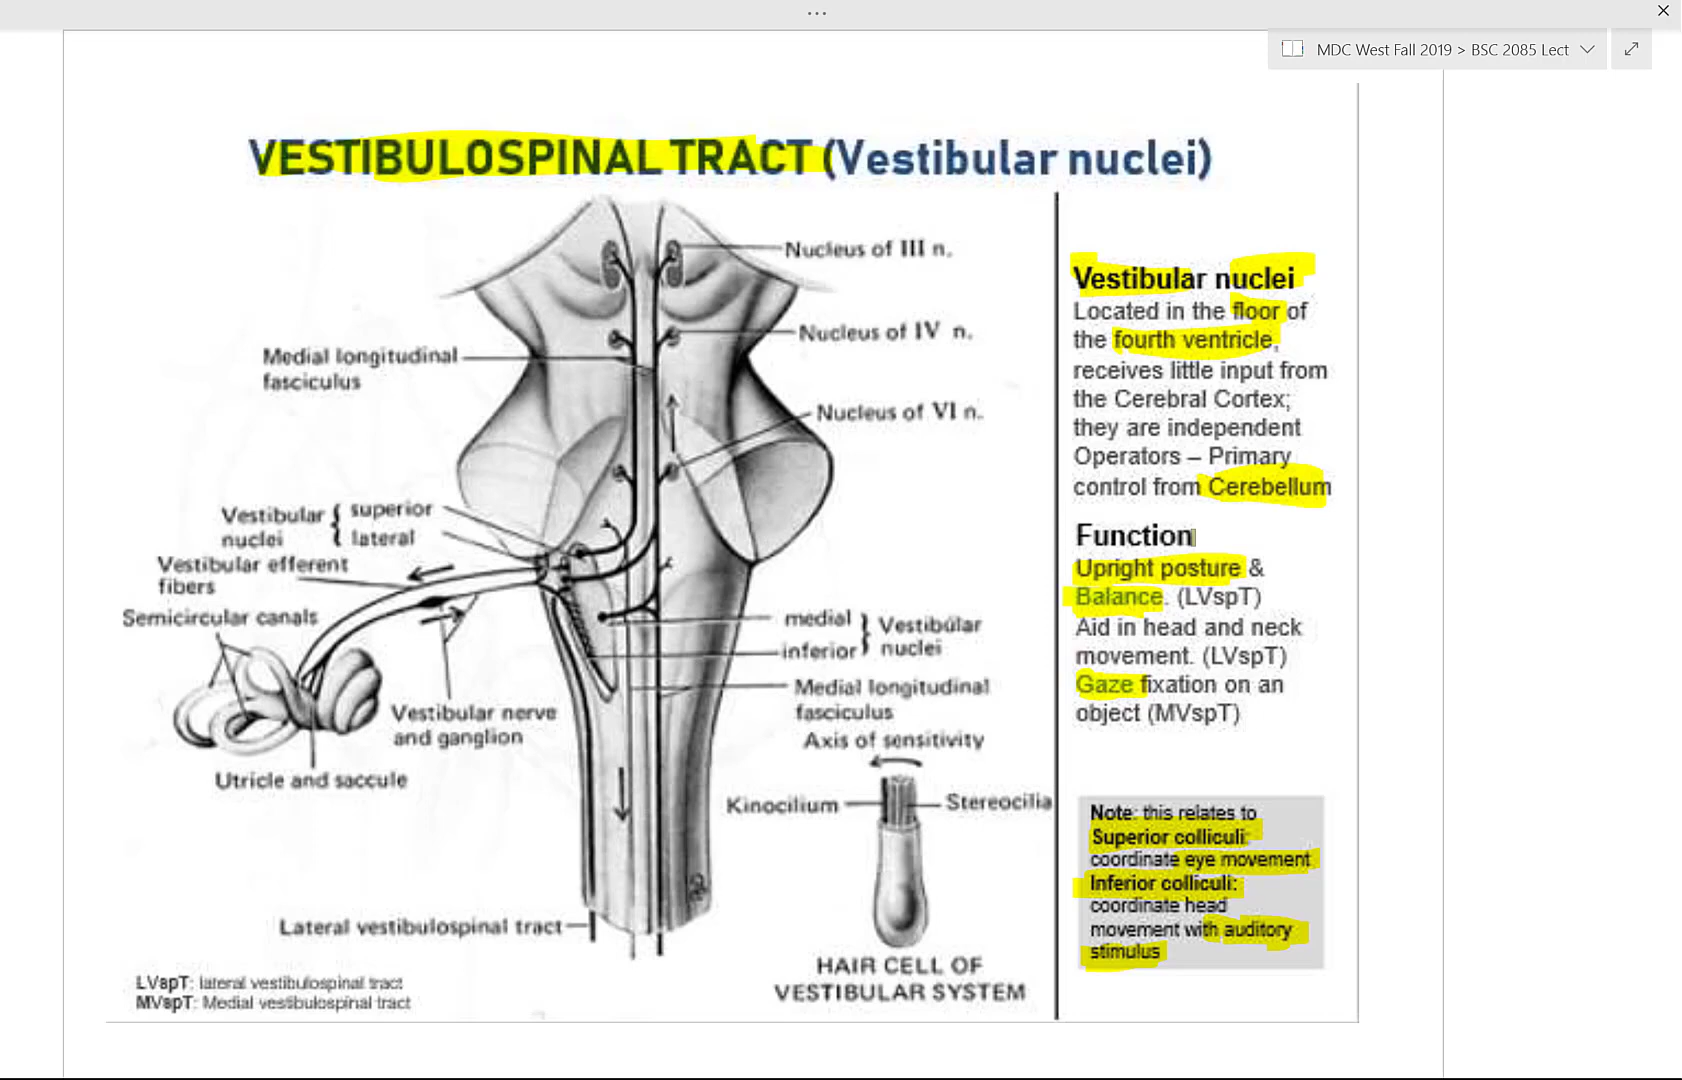 ...
MDC West Fall 2019 > BSC 2085 Lect
VESTIBULOSPINAL TRACT (Vestibular nuclei)
Nucleus of III n.
Nucleus of IV n.
Medial longitudinal
fasciculus
Nucleus of VI n.
Vestibular
nuclei
{
superior
lateral
Vestibular efferent
fibers
Semicircular canals
medial
inferior
}
Vestibular
nuclei
Medial longitudinal
fasciculus
Vestibular nerve
and ganglion
Utricle and saccule
Axis of sensitivity
Kinocilium
Stereocilia
Lateral vestibulospinal tract
HAIR CELL OF
VESTIBULAR SYSTEM
LVspT: lateral vestibulospinal tract
MVspT: Medial vestibulospinal tract
Vestibular nuclei
Located in the floor of
the fourth ventricle,
receives little input from
the Cerebral Cortex;
they are independent
Operators – Primary
control from Cerebellum
Function
Upright posture &
Balance. (LVspT)
Aid in head and neck
movement. (LVspT)
Gaze fixation on an
object (MVspT)
Note: this relates to
Superior colliculi:
coordinate eye movement
Inferior colliculi:
coordinate head
movement with auditory
stimulus